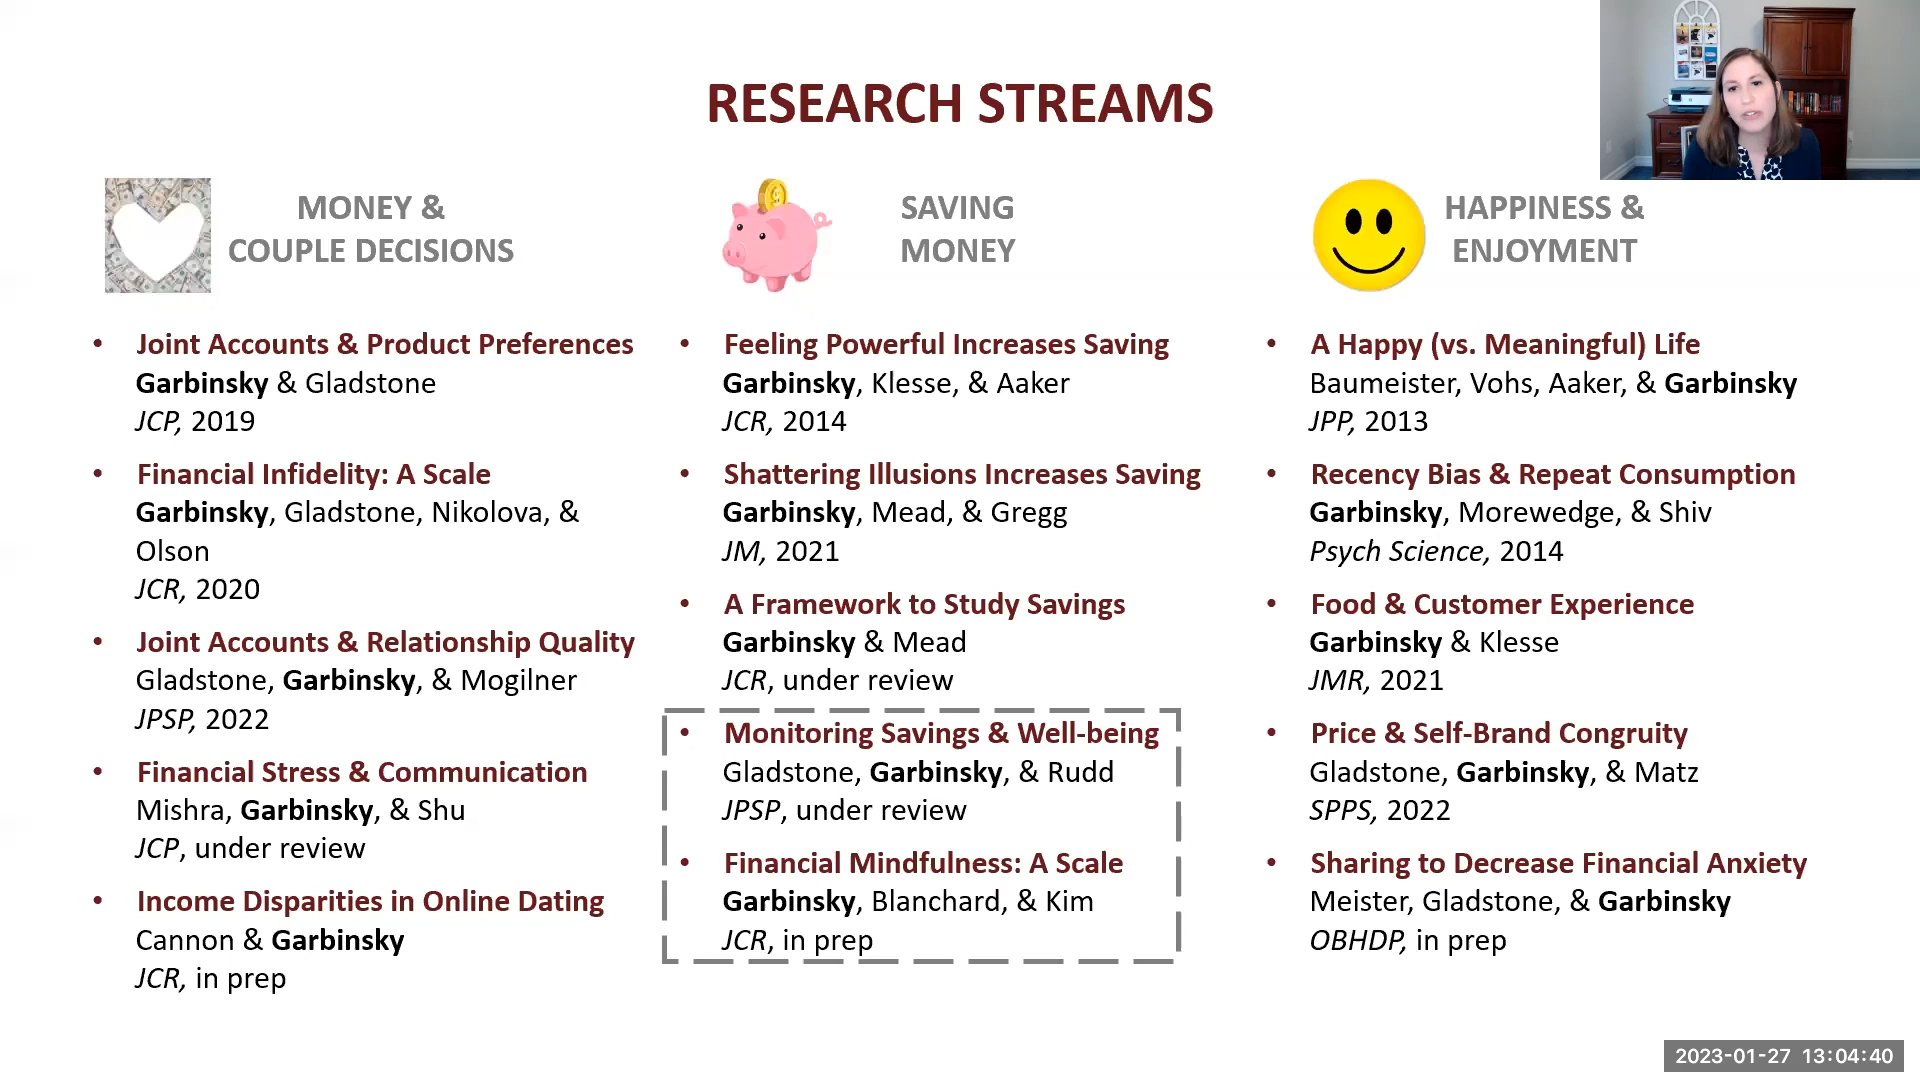 RESEARCH STREAMS
MONEY &
COUPLE DECISIONS
• Joint Accounts & Product Preferences
Garbinsky & Gladstone
JCP, 2019
• Financial Infidelity: A Scale
Garbinsky, Gladstone, Nikolova, &
Olson
JCR, 2020
• Joint Accounts & Relationship Quality
Gladstone, Garbinsky, & Mogilner
JPSP, 2022
• Financial Stress & Communication
Mishra, Garbinsky, & Shu
JCP, under review
• Income Disparities in Online Dating
Cannon & Garbinsky
JCR, in prep
SAVING
MONEY
• Feeling Powerful Increases Saving
Garbinsky, Klesse, & Aaker
JCR, 2014
• Shattering Illusions Increases Saving
Garbinsky, Mead, & Gregg
JM, 2021
• A Framework to Study Savings
Garbinsky & Mead
JCR, under review
• Monitoring Savings & Well-being
Gladstone, Garbinsky, & Rudd
JPSP, under review
• Financial Mindfulness: A Scale
Garbinsky, Blanchard, & Kim
JCR, in prep
HAPPINESS &
ENJOYMENT
• A Happy (vs. Meaningful) Life
Baumeister, Vohs, Aaker, & Garbinsky
JPP, 2013
• Recency Bias & Repeat Consumption
Garbinsky, Morewedge, & Shiv
Psych Science, 2014
• Food & Customer Experience
Garbinsky & Klesse
JMR, 2021
• Price & Self-Brand Congruity
Gladstone, Garbinsky, & Matz
SPPS, 2022
• Sharing to Decrease Financial Anxiety
Meister, Gladstone, & Garbinsky
OBHDP, in prep
2023-01-27 13:04:40